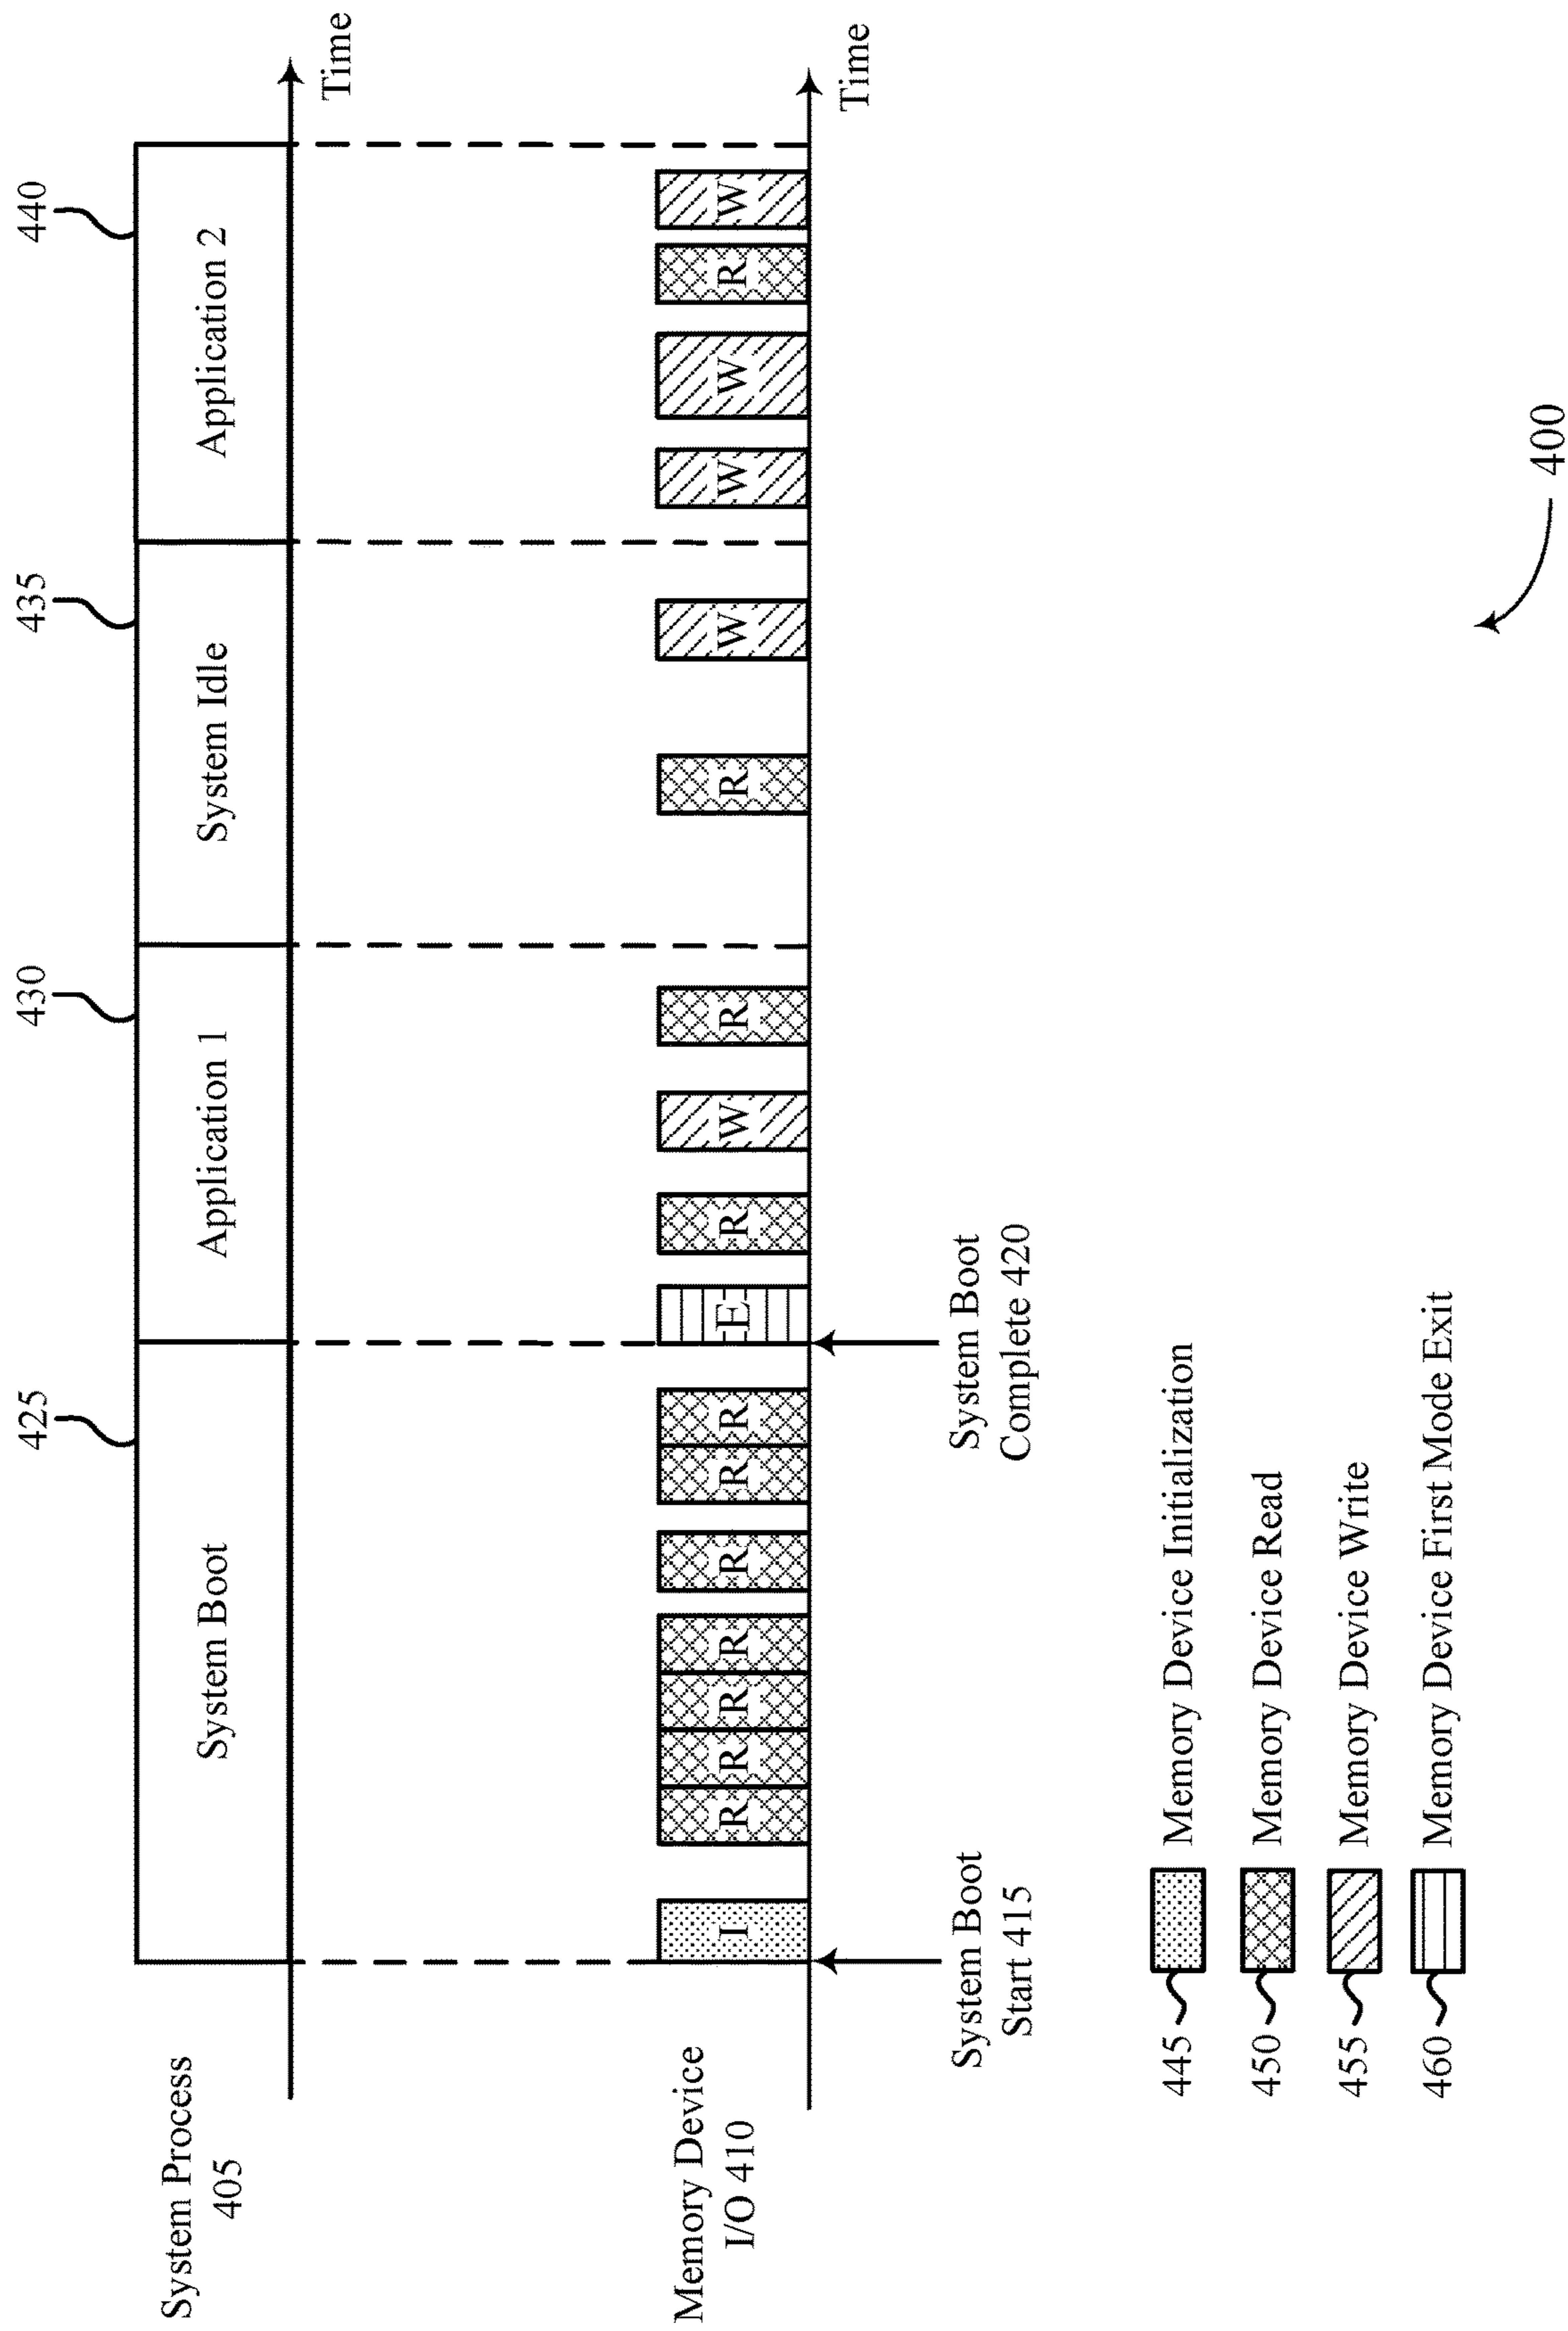 425
430
435
440
System Process
405
System Boot
Application 1
System Idle
Application 2
Time
Memory Device
I/O 410
I
R
R
R
R
R
R
R
E
R
W
R
R
W
W
W
R
W
Time
System Boot
Start 415
System Boot
Complete 420
445
Memory Device Initialization
450
Memory Device Read
455
Memory Device Write
460
Memory Device First Mode Exit
400